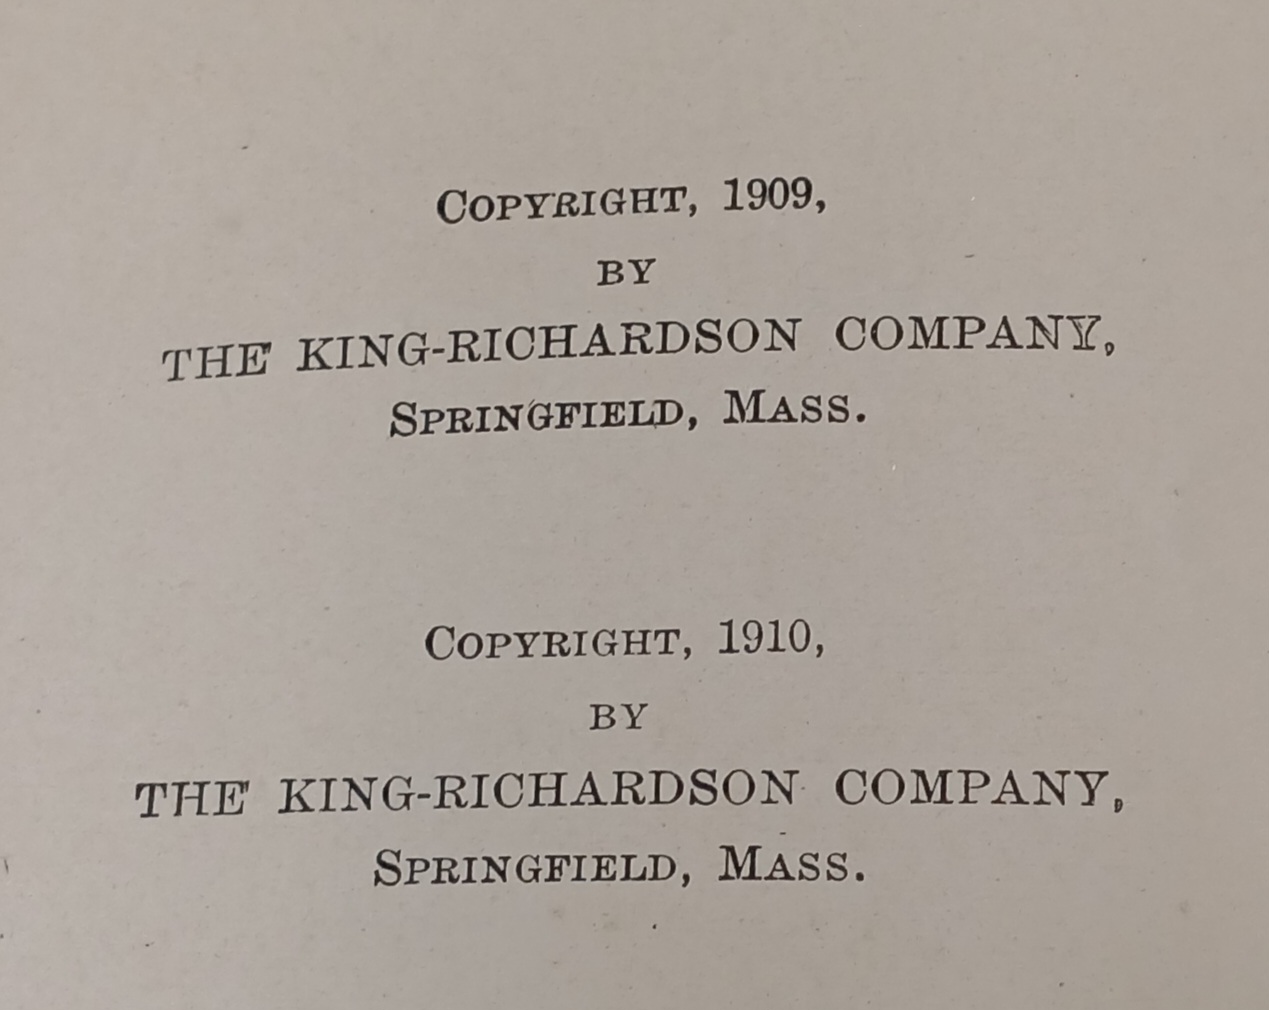 Copyright, 1909,
BY
THE KING-RICHARDSON COMPANY,
Springfield, Mass.
Copyright, 1910,
BY
THE KING-RICHARDSON COMPANY,
Springfield, Mass.